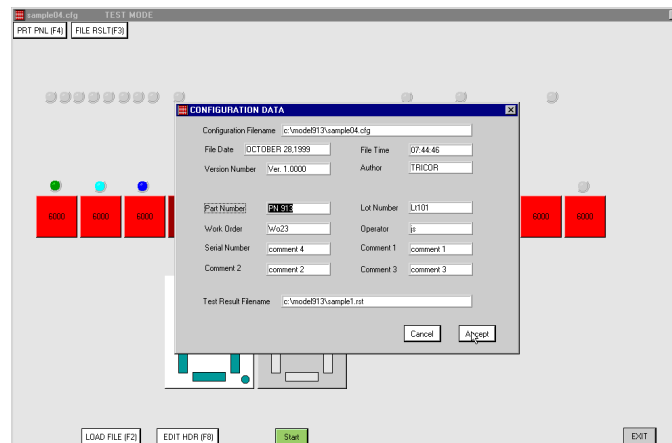 sample04.cfg TEST MODE
PRT PNL (F4) FILE RSLT(F3)
CONFIGURATION DATA
Configuration Filename c:\model913\sample04.cfg
File Date OCTOBER 28,1999 File Time 07:44:46
Version Number Ver. 1.0000 Author TRICOR
6000 6000 6000 6000 6000
Part Number PN 913 Lot Number Lt101
Work Order Wo23 Operator js
Serial Number comment 4 Comment 1 comment 1
Comment 2 comment 2 Comment 3 comment 3
Test Result Filename c:\model913\sample1.rst
Cancel Accept
LOAD FILE (F2) EDIT HDR (F8) Start EXIT